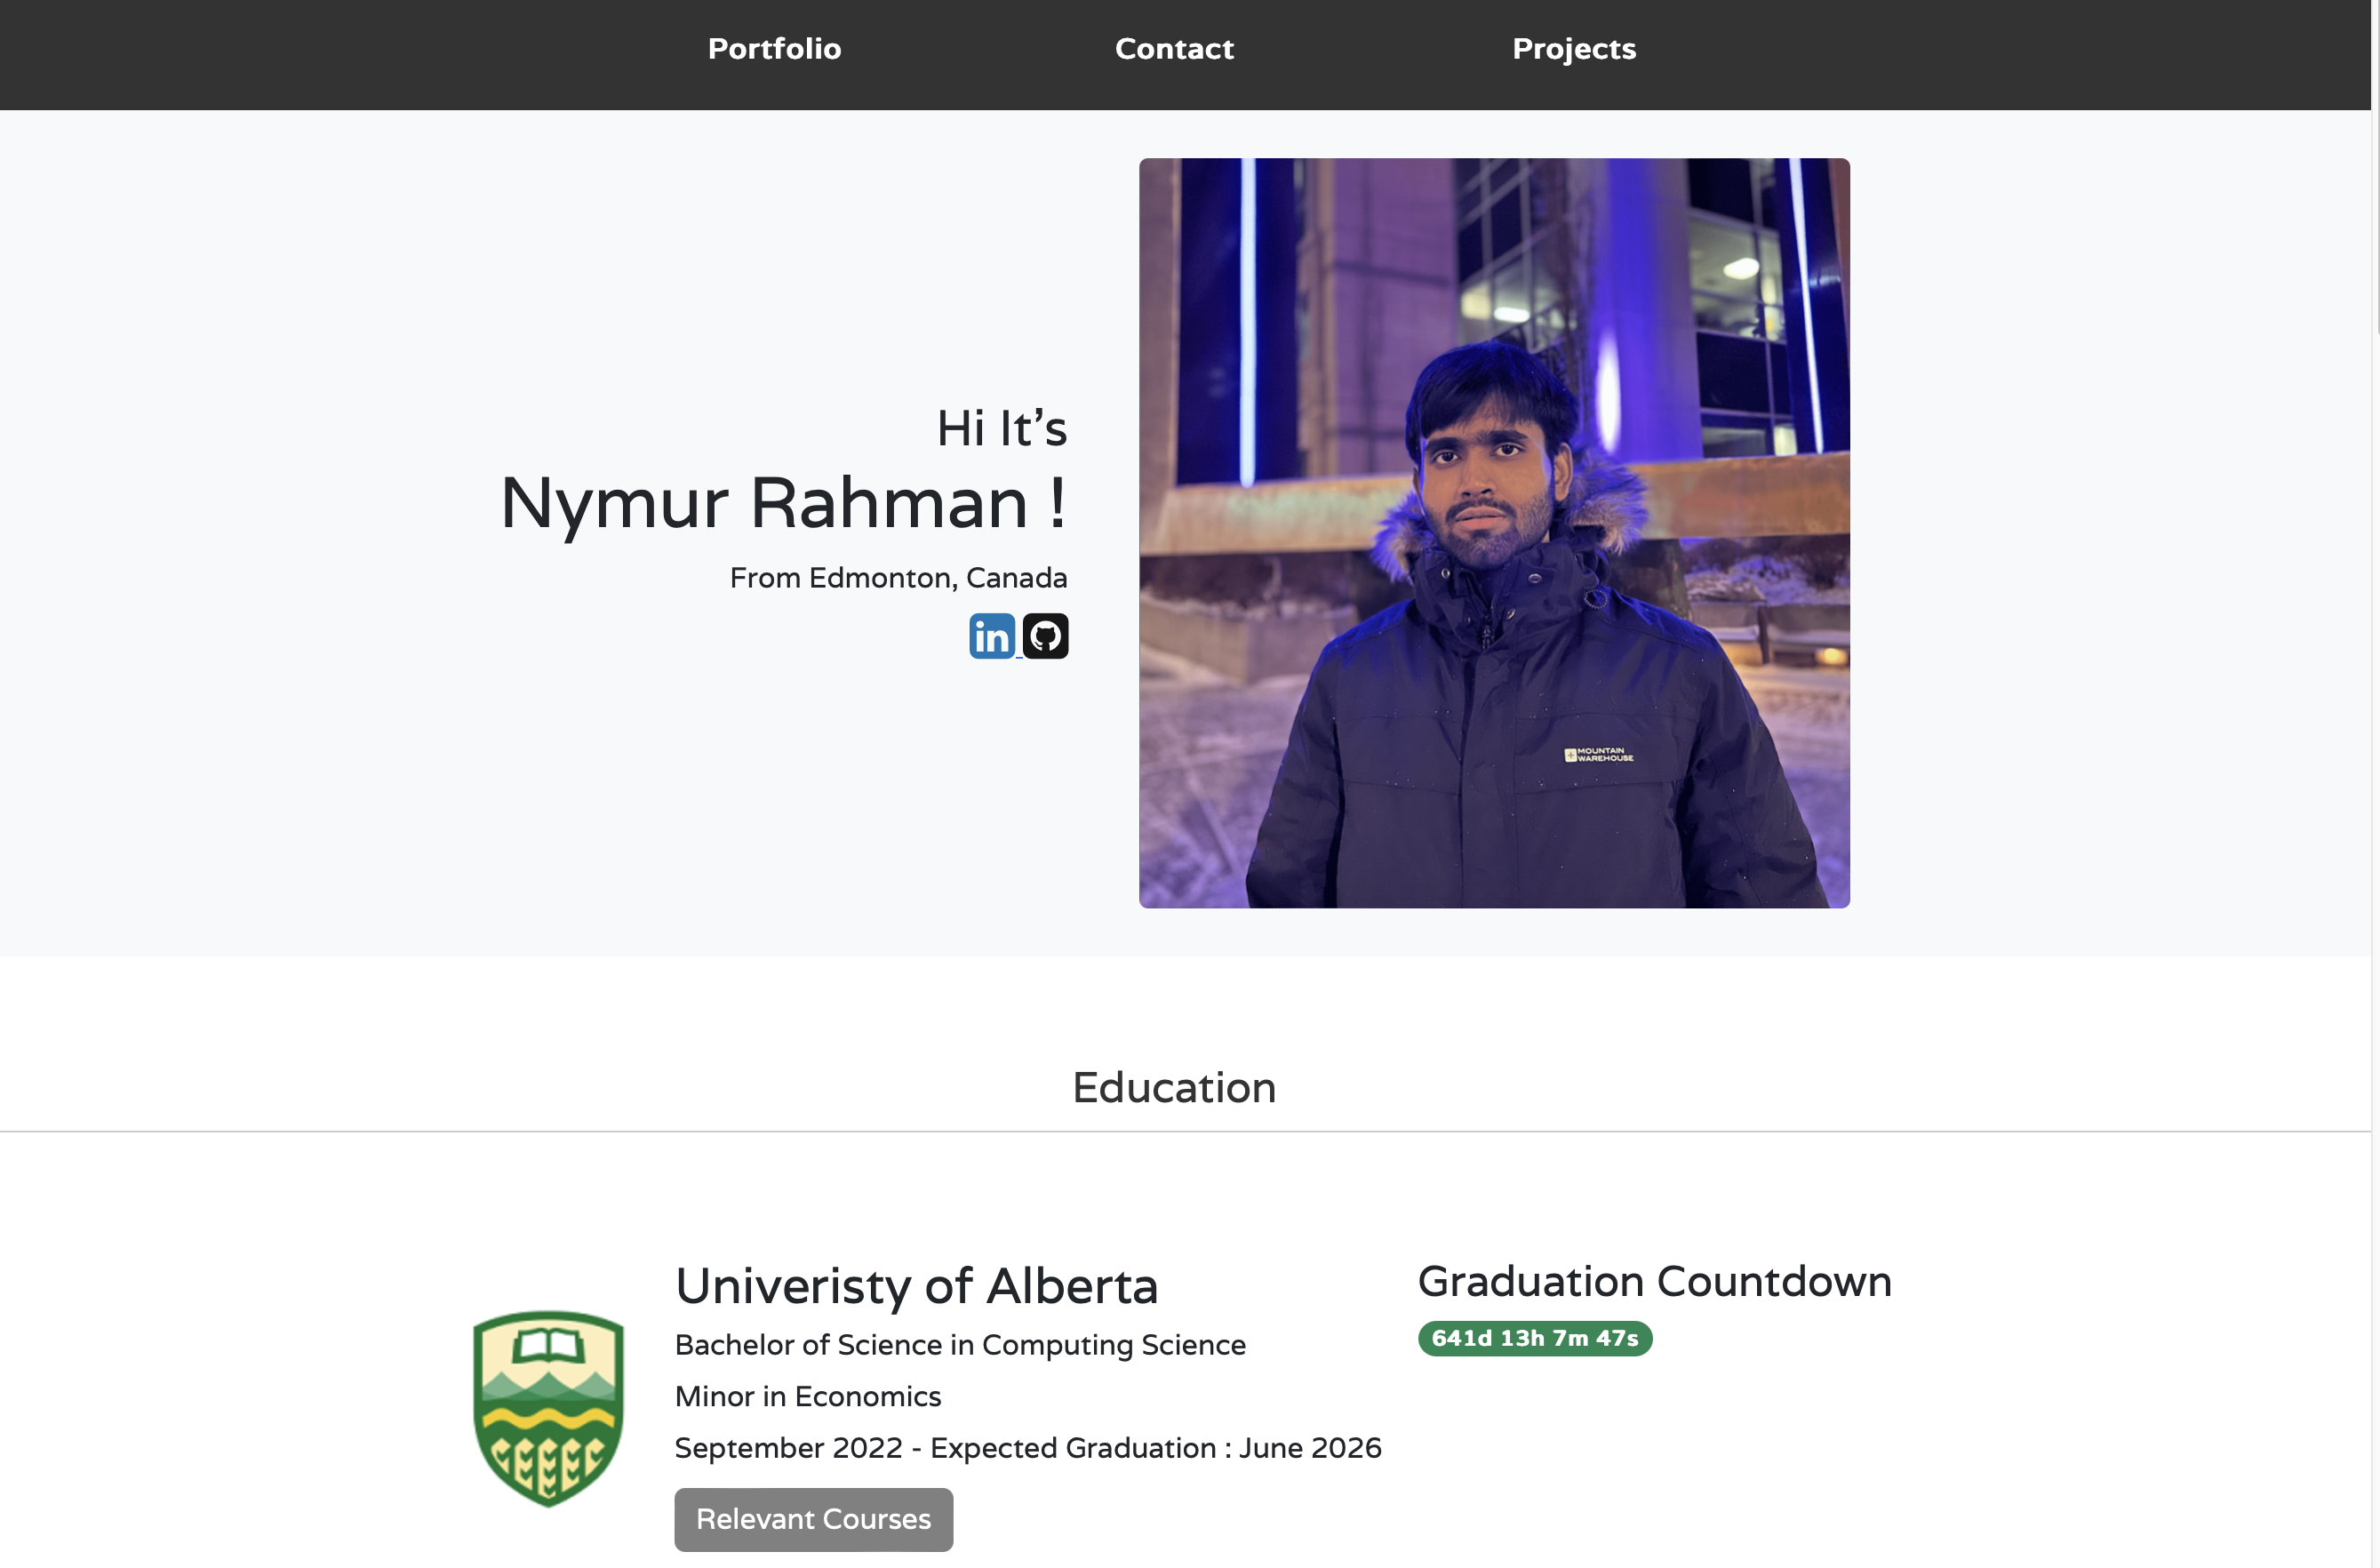 Portfolio
Contact
Projects
Hi It's
Nymur Rahman !
From Edmonton, Canada
in
MOUNTAIN
WAREHOUSE
Education
Univeristy of Alberta
Bachelor of Science in Computing Science
Minor in Economics
September 2022 - Expected Graduation : June 2026
Relevant Courses
Graduation Countdown
641d 13h 7m 47s